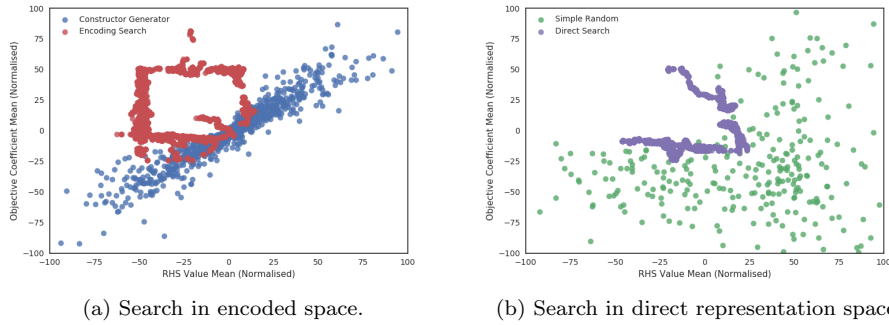 Constructor Generator
Encoding Search
100
75
50
25
0
−25
−50
−75
−100
Objective Coefficient Mean (Normalised)
−100 −75 −50 −25 0 25 50 75 100
RHS Value Mean (Normalised)
(a) Search in encoded space.
Simple Random
Direct Search
100
75
50
25
0
−25
−50
−75
−100
Objective Coefficient Mean (Normalised)
−100 −75 −50 −25 0 25 50 75 100
RHS Value Mean (Normalised)
(b) Search in direct representation space